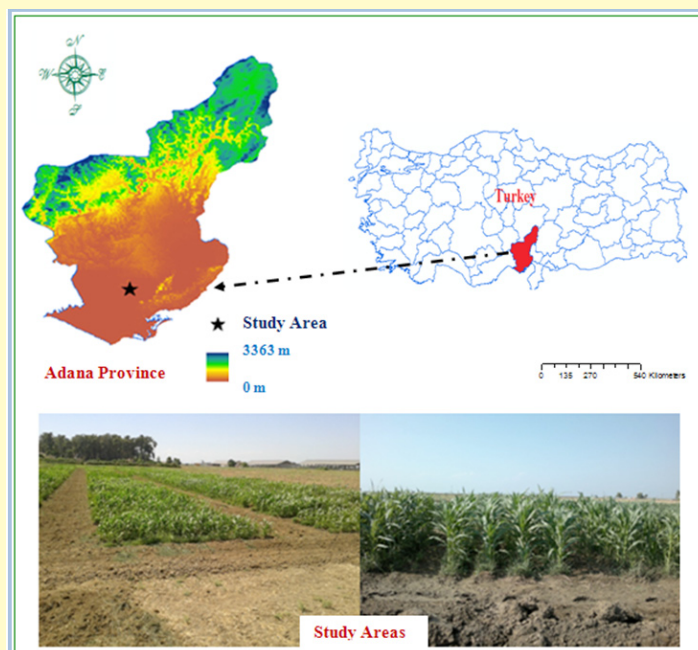 N
W E
S
Turkey
Study Area
3363 m
Adana Province
0 m
0 135 270 540 Kilometers
Study Areas